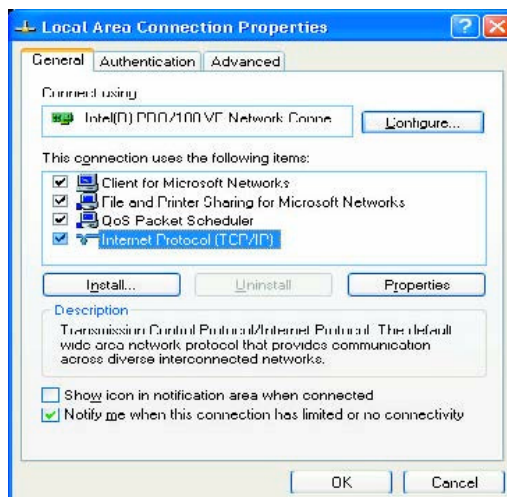 Local Area Connection Properties
General Authentication Advanced
Connect using
Intel(R) PRO/100 VE Network Conne
Configure...
This connection uses the following items:
Client for Microsoft Networks
File and Printer Sharing for Microsoft Networks
QoS Packet Scheduler
Internet Protocol (TCP/IP)
Install... Uninstall Properties
Description
Transmission Control Protocol/Internet Protocol. The default
wide area network protocol that provides communication
across diverse interconnected networks.
Show icon in notification area when connected
Notify me when this connection has limited or no connectivity
OK Cancel